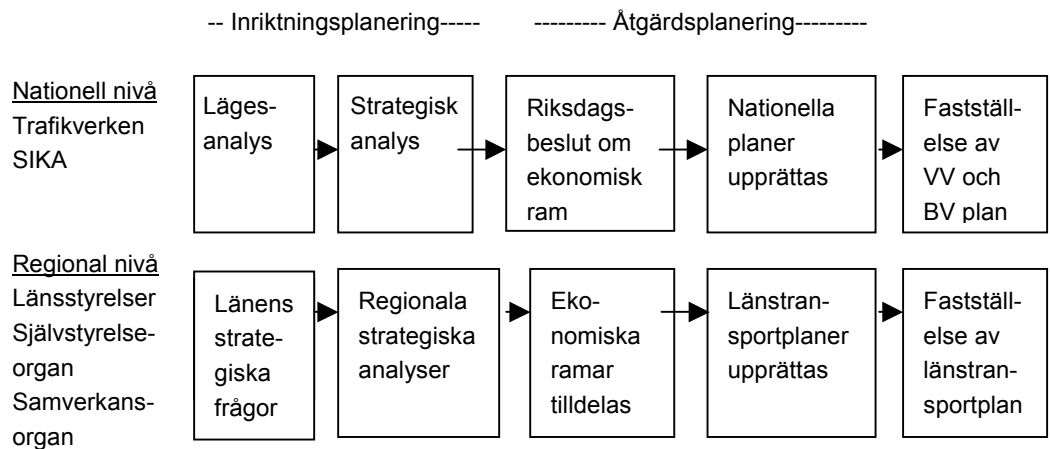 -- Inriktningsplanering----- --------- Åtgärdsplanering---------
Nationell nivå
Trafikverken
SIKA
Läges-
analys
Strategisk
analys
Riksdags-
beslut om
ekonomisk
ram
Nationella
planer
upprättas
Fastställ-
else av
VV och
BV plan
Regional nivå
Länsstyrelser
Självstyrelse-
organ
Samverkans-
organ
Länens
strate-
giska
frågor
Regionala
strategiska
analyser
Eko-
nomiska
ramar
tilldelas
Länstran-
sportplaner
upprättas
Fastställ-
else av
länstran-
sportplan